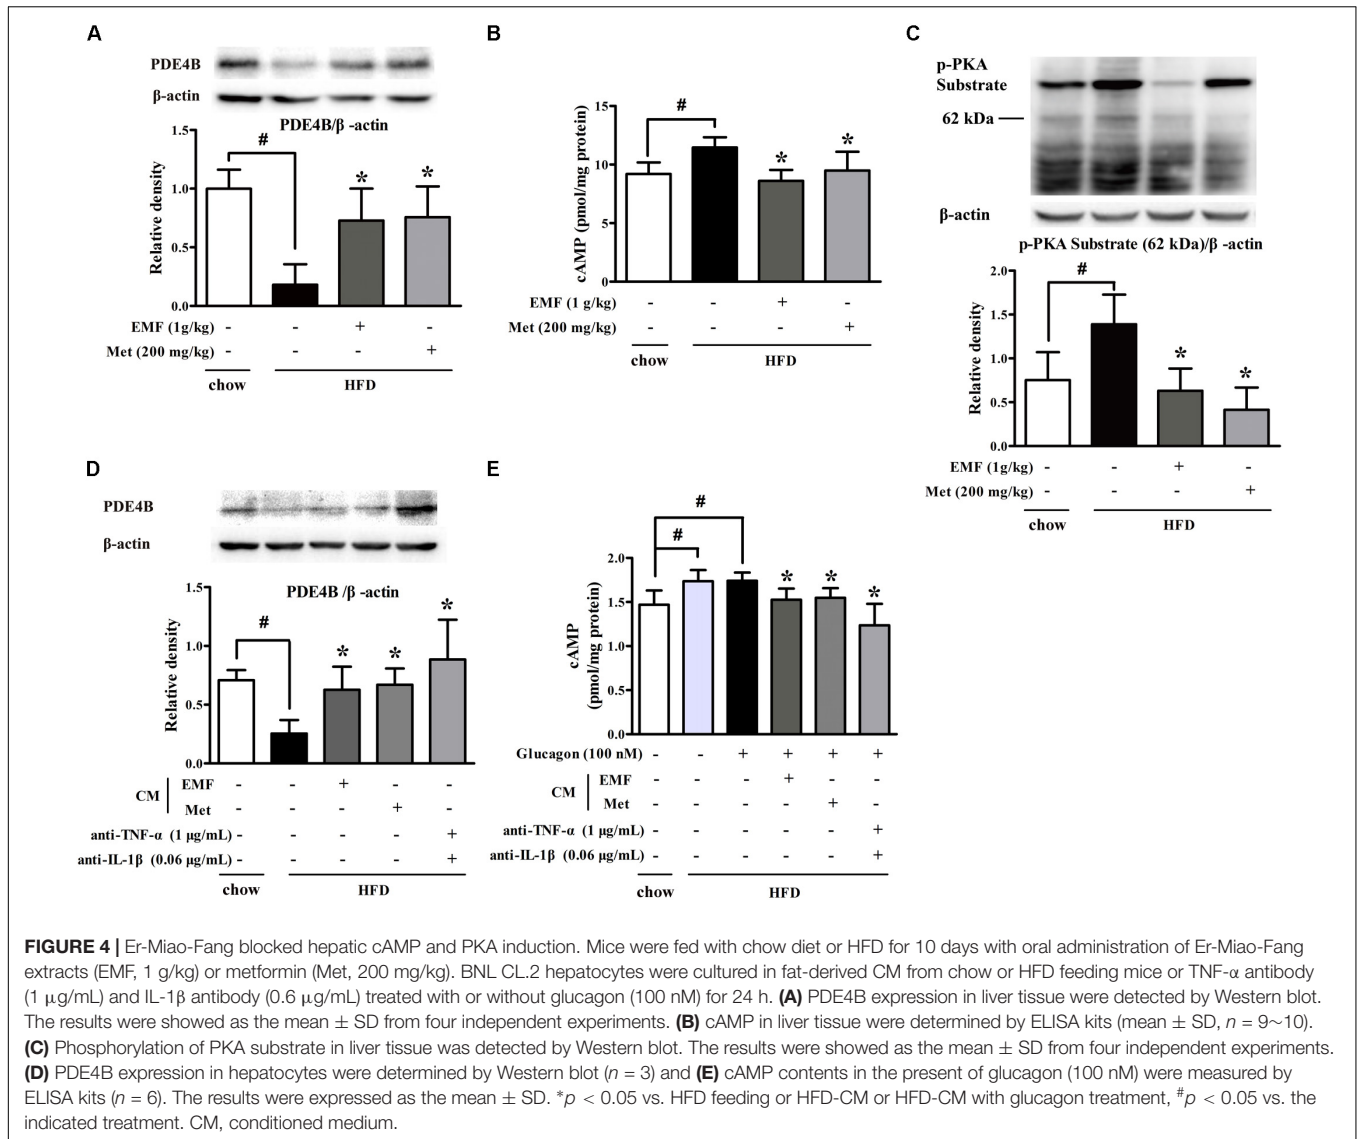 A
PDE4B
β-actin
PDE4B/β -actin
1.5
1.0
0.5
0.0
Relative density
#
*
*
EMF (1g/kg) - - + -
Met (200 mg/kg) - - - +
chow HFD
B
15
10
5
0
cAMP (pmol/mg protein)
#
*
*
EMF (1 g/kg) - - + -
Met (200 mg/kg) - - - +
chow HFD
C
p-PKA
Substrate
62 kDa
β-actin
p-PKA Substrate (62 kDa)/β -actin
2.0
1.5
1.0
0.5
0.0
Relative density
#
*
*
EMF (1g/kg) - - + -
Met (200 mg/kg) - - - +
chow HFD
D
PDE4B
β-actin
PDE4B /β -actin
1.5
1.0
0.5
0.0
Relative density
#
*
*
*
CM
EMF - - + - -
Met - - - + -
anti-TNF-α (1 μg/mL) - - - - +
anti-IL-1β (0.06 μg/mL) - - - - +
chow HFD
E
2.0
1.5
1.0
0.5
0.0
cAMP
(pmol/mg protein)
#
#
*
*
*
Glucagon (100 nM) - - + + + +
CM
EMF - - - + - -
Met - - - - + -
anti-TNF-α (1 μg/mL) - - - - - +
anti-IL-1β (0.06 μg/mL) - - - - - +
chow HFD
FIGURE 4 | Er-Miao-Fang blocked hepatic cAMP and PKA induction. Mice were fed with chow diet or HFD for 10 days with oral administration of Er-Miao-Fang
extracts (EMF, 1 g/kg) or metformin (Met, 200 mg/kg). BNL CL.2 hepatocytes were cultured in fat-derived CM from chow or HFD feeding mice or TNF-α antibody
(1 μg/mL) and IL-1β antibody (0.6 μg/mL) treated with or without glucagon (100 nM) for 24 h. (A) PDE4B expression in liver tissue were detected by Western blot.
The results were showed as the mean ± SD from four independent experiments. (B) cAMP in liver tissue were determined by ELISA kits (mean ± SD, n = 9~10).
(C) Phosphorylation of PKA substrate in liver tissue was detected by Western blot. The results were showed as the mean ± SD from four independent experiments.
(D) PDE4B expression in hepatocytes were determined by Western blot (n = 3) and (E) cAMP contents in the present of glucagon (100 nM) were measured by
ELISA kits (n = 6). The results were expressed as the mean ± SD. *p < 0.05 vs. HFD feeding or HFD-CM or HFD-CM with glucagon treatment, #p < 0.05 vs. the
indicated treatment. CM, conditioned medium.